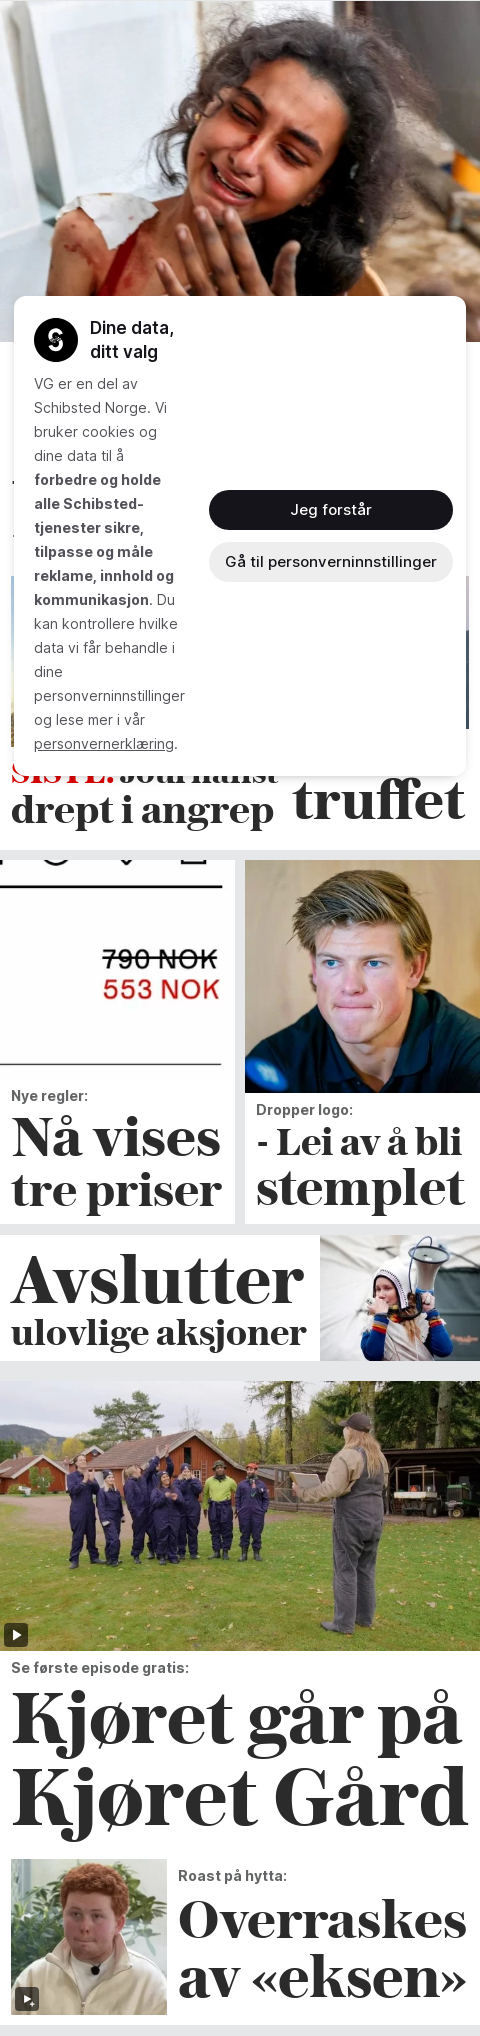 Dine data,
ditt valg
VG er en del av
Schibsted Norge. Vi
bruker cookies og
dine data til å
forbedre og holde
alle Schibsted-
tjenester sikre,
tilpasse og måle
reklame, innhold og
kommunikasjon. Du
kan kontrollere hvilke
data vi får behandle i
dine
personverninnstillinger
og lese mer i vår
personvernerklæring.
Jeg forstår
Gå til personverninnstillinger
SISTE: Journalist
drept i angrep
truffet
790 NOK
553 NOK
Nye regler:
Nå vises
tre priser
Dropper logo:
- Lei av å bli
stemplet
Avslutter
ulovlige aksjoner
Se første episode gratis:
Kjøret går på
Kjøret Gård
Roast på hytta:
Overraskes
av «eksen»